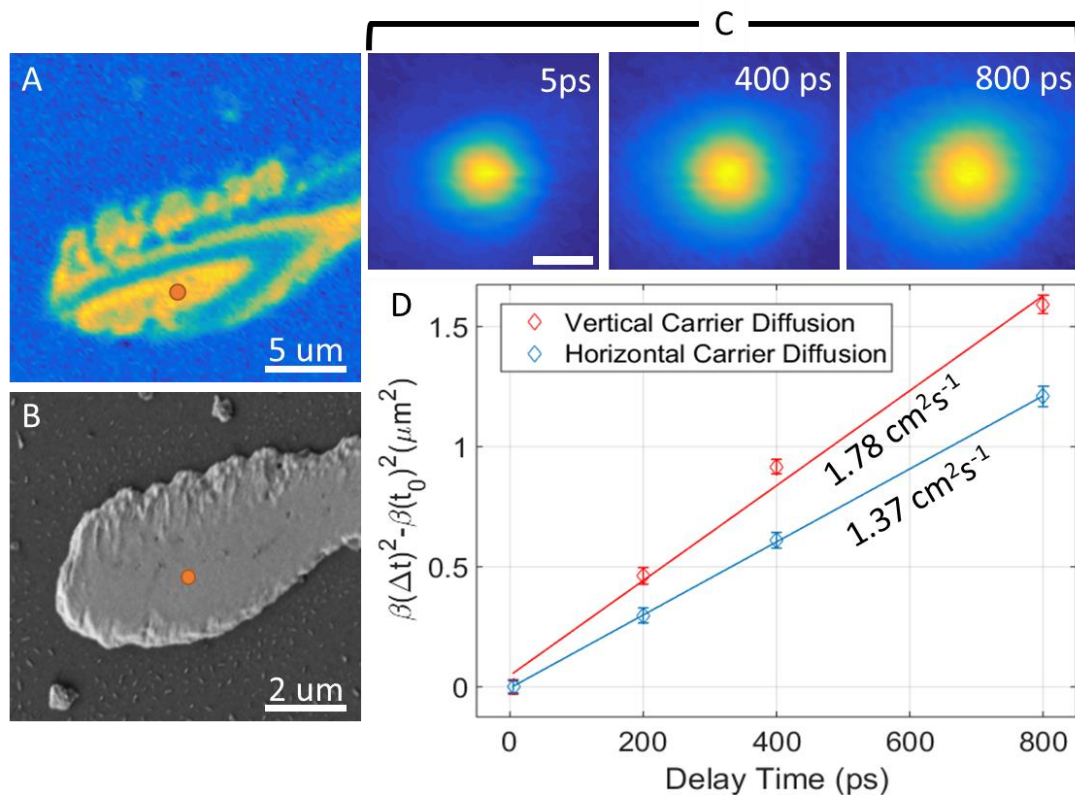 C
A
5 um
5ps
400 ps
800 ps
B
2 um
D
Vertical Carrier Diffusion
Horizontal Carrier Diffusion
1.78 cm²s⁻¹
1.37 cm²s⁻¹
1.5
1
0.5
0
β(Δt)²-β(t₀)²(μm²)
0 200 400 600 800
Delay Time (ps)